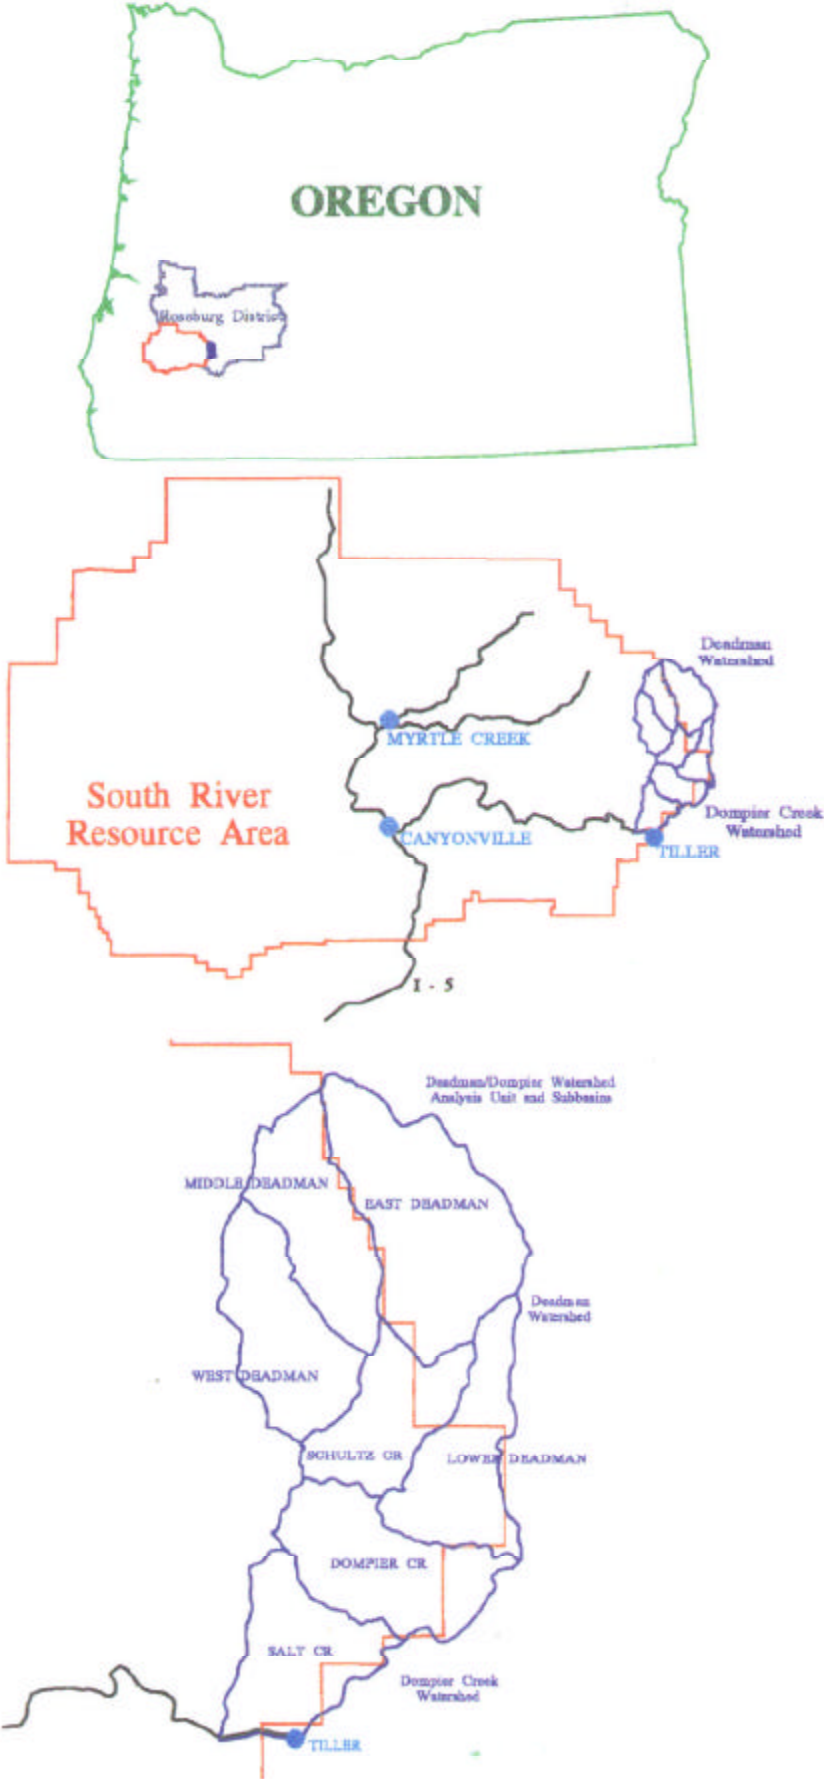 OREGON
Roseburg District
Deadman
Watershed
MYRTLE CREEK
South River
Resource Area
CANYONVILLE
Dompier Creek
Watershed
TILLER
I - 5
Deadman/Dompier Watershed
Analysis Unit and Subbasins
MIDDLE DEADMAN
EAST DEADMAN
Deadman
Watershed
WEST DEADMAN
SCHULTZ CR
LOWER DEADMAN
DOMPIER CR
SALT CR
Dompier Creek
Watershed
TILLER